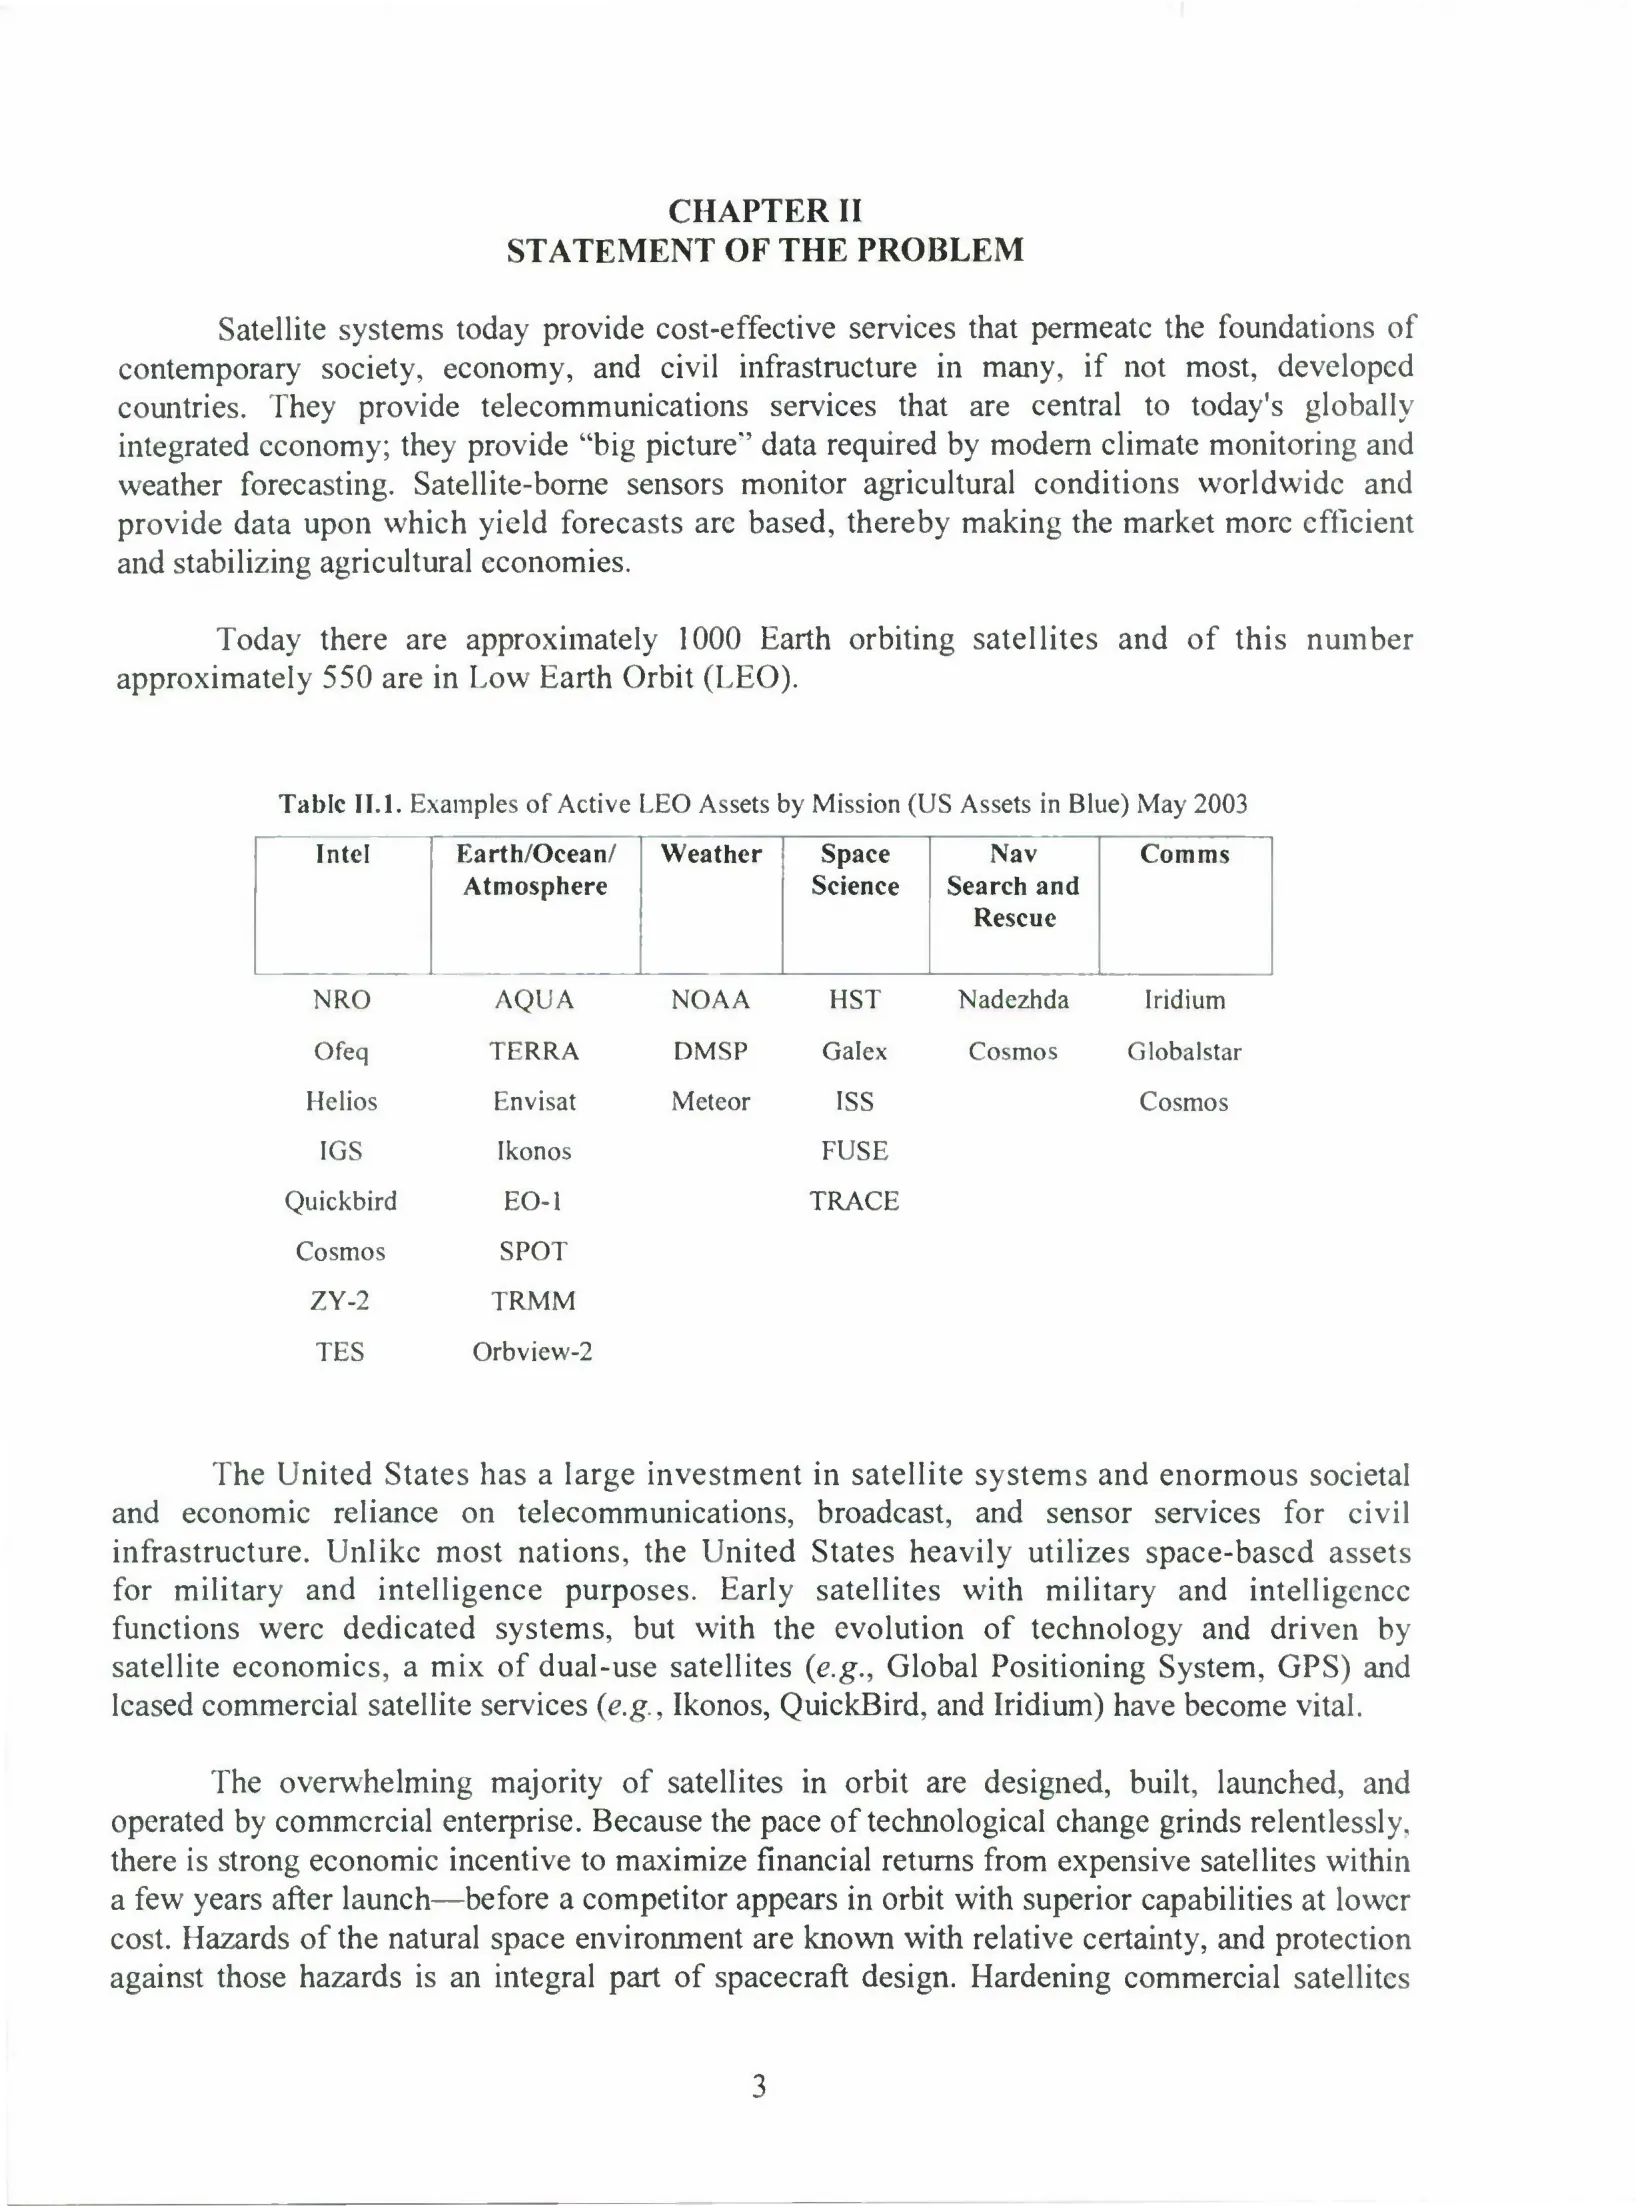 CHAPTER II
STATEMENT OF THE PROBLEM
Satellite systems today provide cost-effective services that permeate the foundations of
contemporary society, economy, and civil infrastructure in many, if not most, developed
countries. They provide telecommunications services that are central to today's globally
integrated economy; they provide “big picture” data required by modern climate monitoring and
weather forecasting. Satellite-borne sensors monitor agricultural conditions worldwide and
provide data upon which yield forecasts are based, thereby making the market more efficient
and stabilizing agricultural economies.
Today there are approximately 1000 Earth orbiting satellites and of this number
approximately 550 are in Low Earth Orbit (LEO).
Table II.1. Examples of Active LEO Assets by Mission (US Assets in Blue) May 2003
Intel Earth/Ocean/ Weather Space Nav Comms
Atmosphere Science Search and
Rescue
NRO AQUA NOAA HST Nadezhda Iridium
Ofeq TERRA DMSP Galex Cosmos Globalstar
Helios Envisat Meteor ISS Cosmos
IGS Ikonos FUSE
Quickbird EO-1 TRACE
Cosmos SPOT
ZY-2 TRMM
TES Orbview-2
The United States has a large investment in satellite systems and enormous societal
and economic reliance on telecommunications, broadcast, and sensor services for civil
infrastructure. Unlike most nations, the United States heavily utilizes space-based assets
for military and intelligence purposes. Early satellites with military and intelligence
functions were dedicated systems, but with the evolution of technology and driven by
satellite economics, a mix of dual-use satellites (e.g., Global Positioning System, GPS) and
leased commercial satellite services (e.g., Ikonos, QuickBird, and Iridium) have become vital.
The overwhelming majority of satellites in orbit are designed, built, launched, and
operated by commercial enterprise. Because the pace of technological change grinds relentlessly,
there is strong economic incentive to maximize financial returns from expensive satellites within
a few years after launch—before a competitor appears in orbit with superior capabilities at lower
cost. Hazards of the natural space environment are known with relative certainty, and protection
against those hazards is an integral part of spacecraft design. Hardening commercial satellites
3